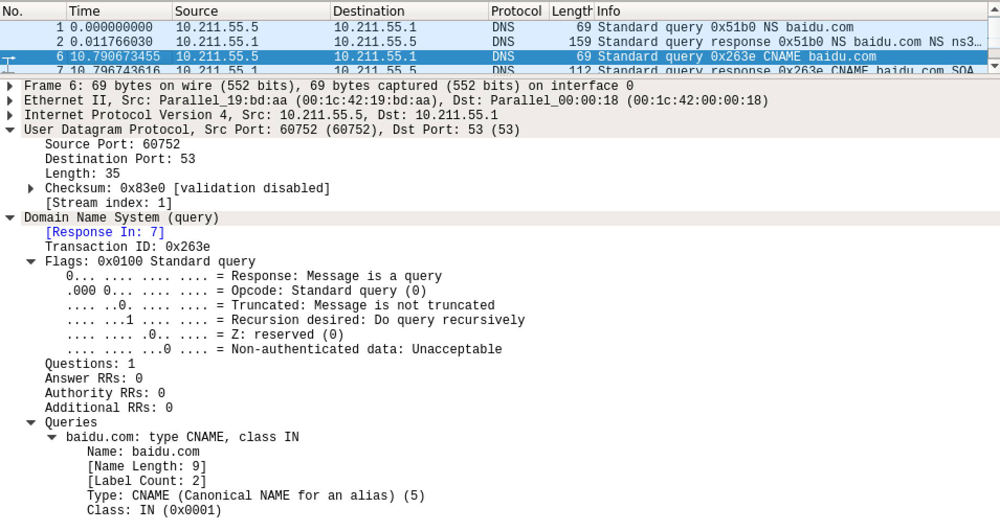 No. Time Source Destination Protocol Length Info
1 0.000000000 10.211.55.5 10.211.55.1 DNS 69 Standard query 0x51b0 NS baidu.com
2 0.011766030 10.211.55.1 10.211.55.5 DNS 159 Standard query response 0x51b0 NS baidu.com NS ns3…
6 10.790673455 10.211.55.5 10.211.55.1 DNS 69 Standard query 0x263e CNAME baidu.com
7 10.796743616 10.211.55.1 10.211.55.5 DNS 112 Standard query response 0x263e CNAME baidu.com SOA
Frame 6: 69 bytes on wire (552 bits), 69 bytes captured (552 bits) on interface 0
Ethernet II, Src: Parallel_19:bd:aa (00:1c:42:19:bd:aa), Dst: Parallel_00:00:18 (00:1c:42:00:00:18)
Internet Protocol Version 4, Src: 10.211.55.5, Dst: 10.211.55.1
User Datagram Protocol, Src Port: 60752 (60752), Dst Port: 53 (53)
Source Port: 60752
Destination Port: 53
Length: 35
Checksum: 0x83e0 [validation disabled]
[Stream index: 1]
Domain Name System (query)
[Response In: 7]
Transaction ID: 0x263e
Flags: 0x0100 Standard query
0... .... .... .... = Response: Message is a query
.000 0... .... .... = Opcode: Standard query (0)
.... ..0. .... .... = Truncated: Message is not truncated
.... ...1 .... .... = Recursion desired: Do query recursively
.... .... .0.. .... = Z: reserved (0)
.... .... ...0 .... = Non-authenticated data: Unacceptable
Questions: 1
Answer RRs: 0
Authority RRs: 0
Additional RRs: 0
Queries
baidu.com: type CNAME, class IN
Name: baidu.com
[Name Length: 9]
[Label Count: 2]
Type: CNAME (Canonical NAME for an alias) (5)
Class: IN (0x0001)